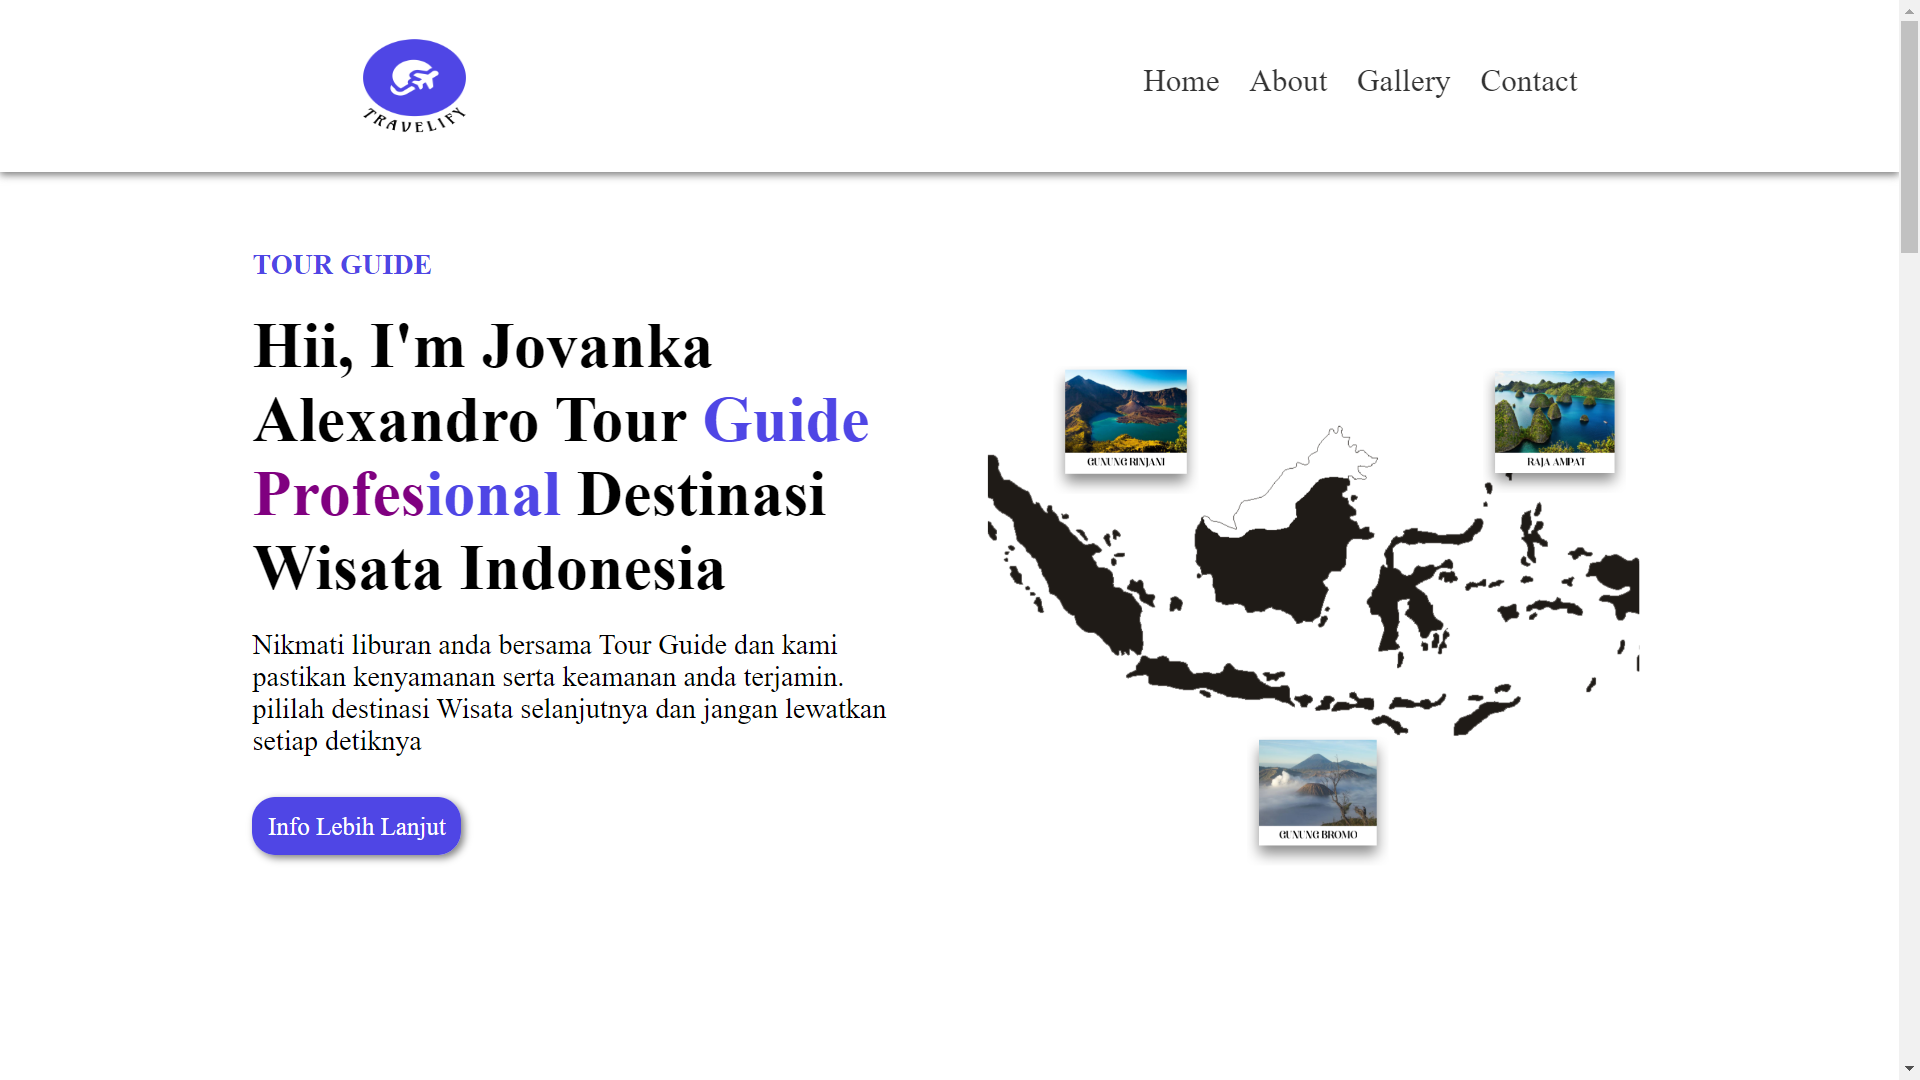 TRAVELIFY
Home About Gallery Contact
TOUR GUIDE
Hii, I'm Jovanka
Alexandro Tour Guide
Profesional Destinasi
Wisata Indonesia
Nikmati liburan anda bersama Tour Guide dan kami
pastikan kenyamanan serta keamanan anda terjamin.
pililah destinasi Wisata selanjutnya dan jangan lewatkan
setiap detiknya
Info Lebih Lanjut
GUNUNG RINJANI
RAJA AMPAT
GUNUNG BROMO